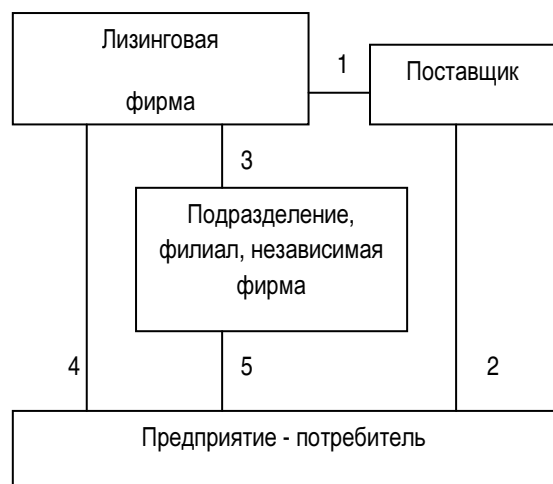 Лизинговая
фирма
1
Поставщик
3
Подразделение,
филиал, независимая
фирма
4
5
2
Предприятие - потребитель